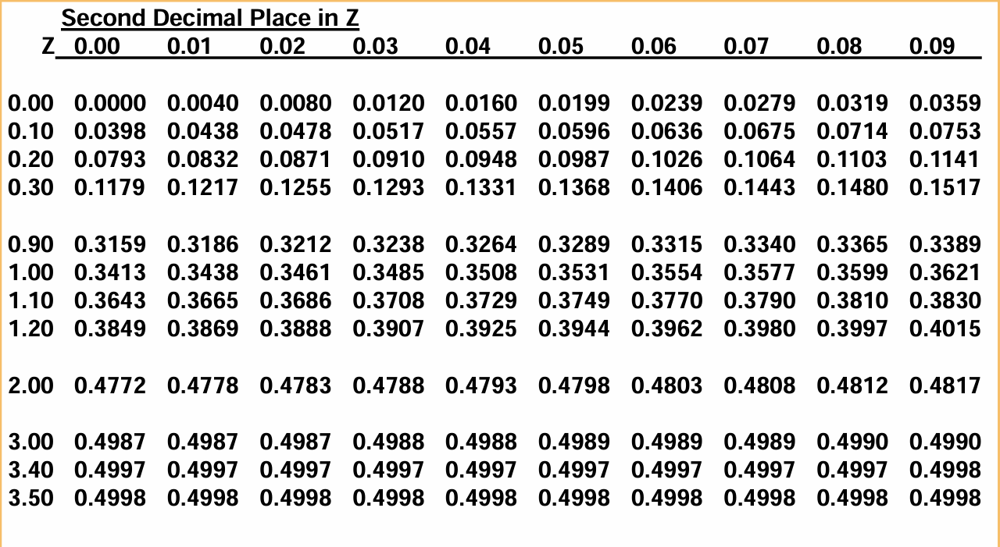 Second Decimal Place in Z
Z 0.00 0.01 0.02 0.03 0.04 0.05 0.06 0.07 0.08 0.09
0.00 0.0000 0.0040 0.0080 0.0120 0.0160 0.0199 0.0239 0.0279 0.0319 0.0359
0.10 0.0398 0.0438 0.0478 0.0517 0.0557 0.0596 0.0636 0.0675 0.0714 0.0753
0.20 0.0793 0.0832 0.0871 0.0910 0.0948 0.0987 0.1026 0.1064 0.1103 0.1141
0.30 0.1179 0.1217 0.1255 0.1293 0.1331 0.1368 0.1406 0.1443 0.1480 0.1517
0.90 0.3159 0.3186 0.3212 0.3238 0.3264 0.3289 0.3315 0.3340 0.3365 0.3389
1.00 0.3413 0.3438 0.3461 0.3485 0.3508 0.3531 0.3554 0.3577 0.3599 0.3621
1.10 0.3643 0.3665 0.3686 0.3708 0.3729 0.3749 0.3770 0.3790 0.3810 0.3830
1.20 0.3849 0.3869 0.3888 0.3907 0.3925 0.3944 0.3962 0.3980 0.3997 0.4015
2.00 0.4772 0.4778 0.4783 0.4788 0.4793 0.4798 0.4803 0.4808 0.4812 0.4817
3.00 0.4987 0.4987 0.4987 0.4988 0.4988 0.4989 0.4989 0.4989 0.4990 0.4990
3.40 0.4997 0.4997 0.4997 0.4997 0.4997 0.4997 0.4997 0.4997 0.4997 0.4998
3.50 0.4998 0.4998 0.4998 0.4998 0.4998 0.4998 0.4998 0.4998 0.4998 0.4998